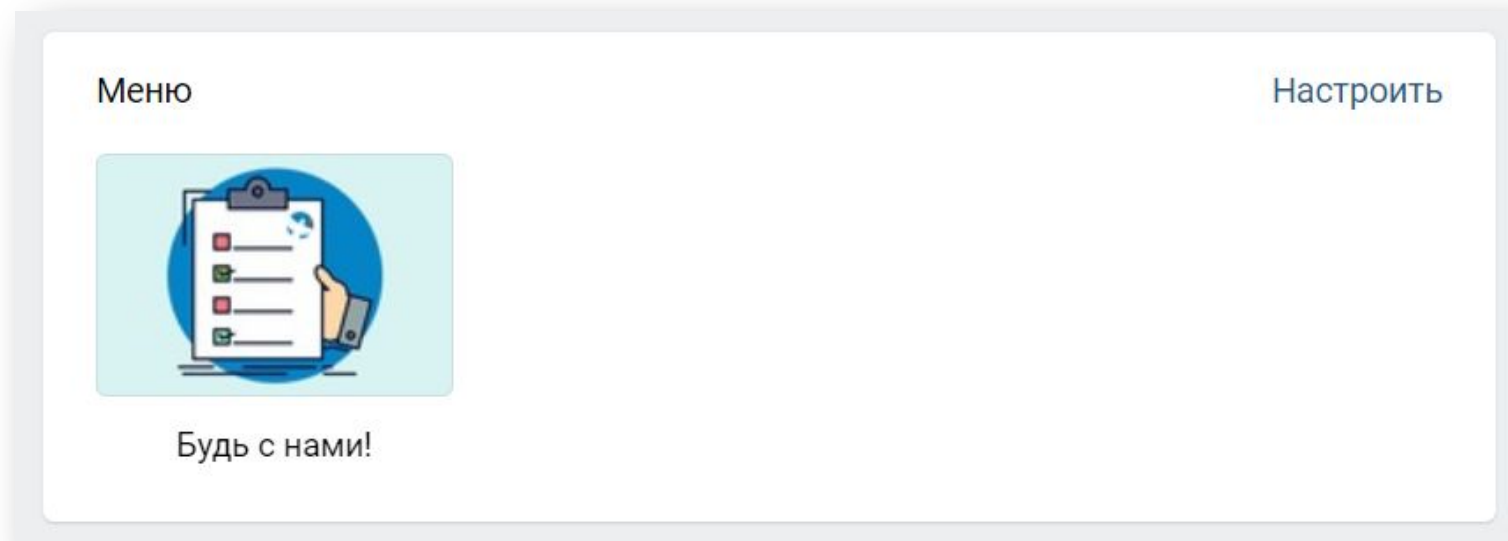 Меню
Настроить
Будь с нами!